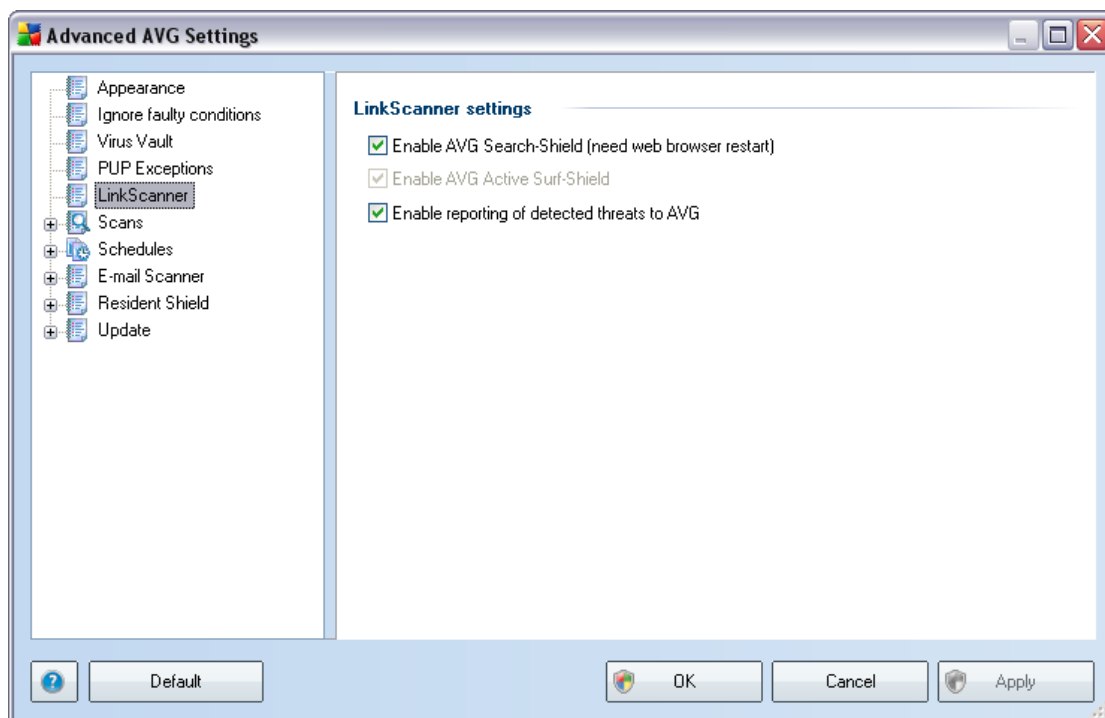 Advanced AVG Settings
Appearance
Ignore faulty conditions
Virus Vault
PUP Exceptions
LinkScanner
Scans
Schedules
E-mail Scanner
Resident Shield
Update
LinkScanner settings
Enable AVG Search-Shield (need web browser restart)
Enable AVG Active Surf-Shield
Enable reporting of detected threats to AVG
? Default OK Cancel Apply